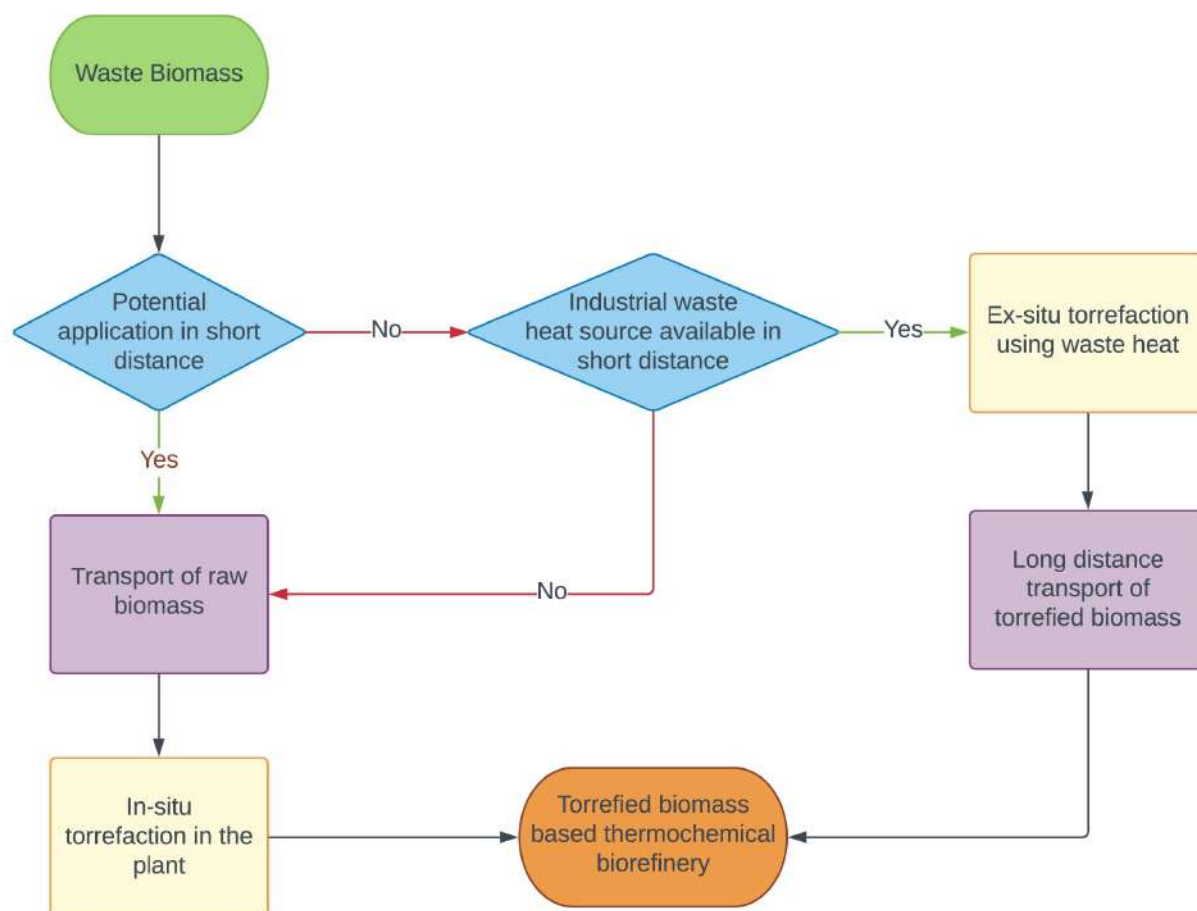 Waste Biomass
Potential
application in short
distance
No
Industrial waste
heat source available in
short distance
Yes
Ex-situ torrefaction
using waste heat
Yes
Transport of raw
biomass
No
Long distance
transport of
torrefied biomass
In-situ
torrefaction in the
plant
Torrefied biomass
based thermochemical
biorefinery